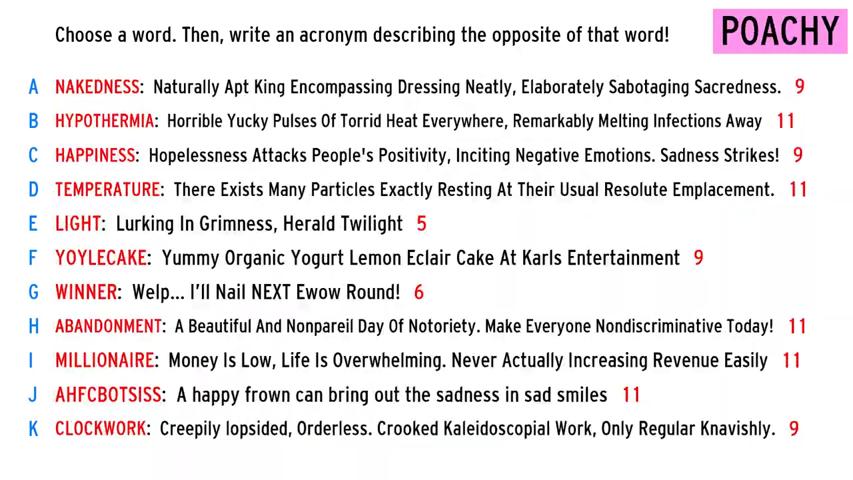 Choose a word. Then, write an acronym describing the opposite of that word!
POACHY
A NAKEDNESS: Naturally Apt King Encompassing Dressing Neatly, Elaborately Sabotaging Sacredness. 9
B HYPOTHERMIA: Horrible Yucky Pulses Of Torrid Heat Everywhere, Remarkably Melting Infections Away 11
C HAPPINESS: Hopelessness Attacks People's Positivity, Inciting Negative Emotions. Sadness Strikes! 9
D TEMPERATURE: There Exists Many Particles Exactly Resting At Their Usual Resolute Emplacement. 11
E LIGHT: Lurking In Grimness, Herald Twilight 5
F YOYLECAKE: Yummy Organic Yogurt Lemon Eclair Cake At Karls Entertainment 9
G WINNER: Welp... I'll Nail NEXT Ewow Round! 6
H ABANDONMENT: A Beautiful And Nonpareil Day Of Notoriety. Make Everyone Nondiscriminative Today! 11
I MILLIONAIRE: Money Is Low, Life Is Overwhelming. Never Actually Increasing Revenue Easily 11
J AHFCBOTSISS: A happy frown can bring out the sadness in sad smiles 11
K CLOCKWORK: Creepily lopsided, Orderless. Crooked Kaleidoscopial Work, Only Regular Knavishly. 9